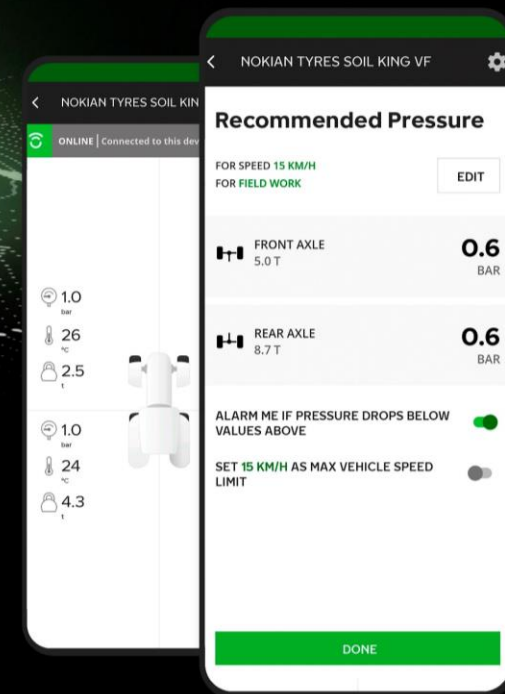 NOKIAN TYRES SOIL KIN
ONLINE | Connected to this dev
1.0
bar
26
°C
2.5
t
1.0
bar
24
°C
4.3
t
NOKIAN TYRES SOIL KING VF
Recommended Pressure
FOR SPEED 15 KM/H
FOR FIELD WORK
EDIT
FRONT AXLE
5.0 T
0.6
BAR
REAR AXLE
8.7 T
0.6
BAR
ALARM ME IF PRESSURE DROPS BELOW
VALUES ABOVE
SET 15 KM/H AS MAX VEHICLE SPEED
LIMIT
DONE